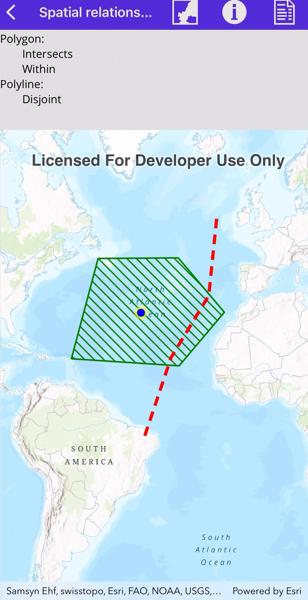 Spatial relations...
Polygon:
Intersects
Within
Polyline:
Disjoint
Licensed For Developer Use Only
North
Atlantic
Ocean
SOUTH
AMERICA
South
Atlantic
Ocean
Samsyn Ehf, swisstopo, Esri, FAO, NOAA, USGS,... Powered by Esri